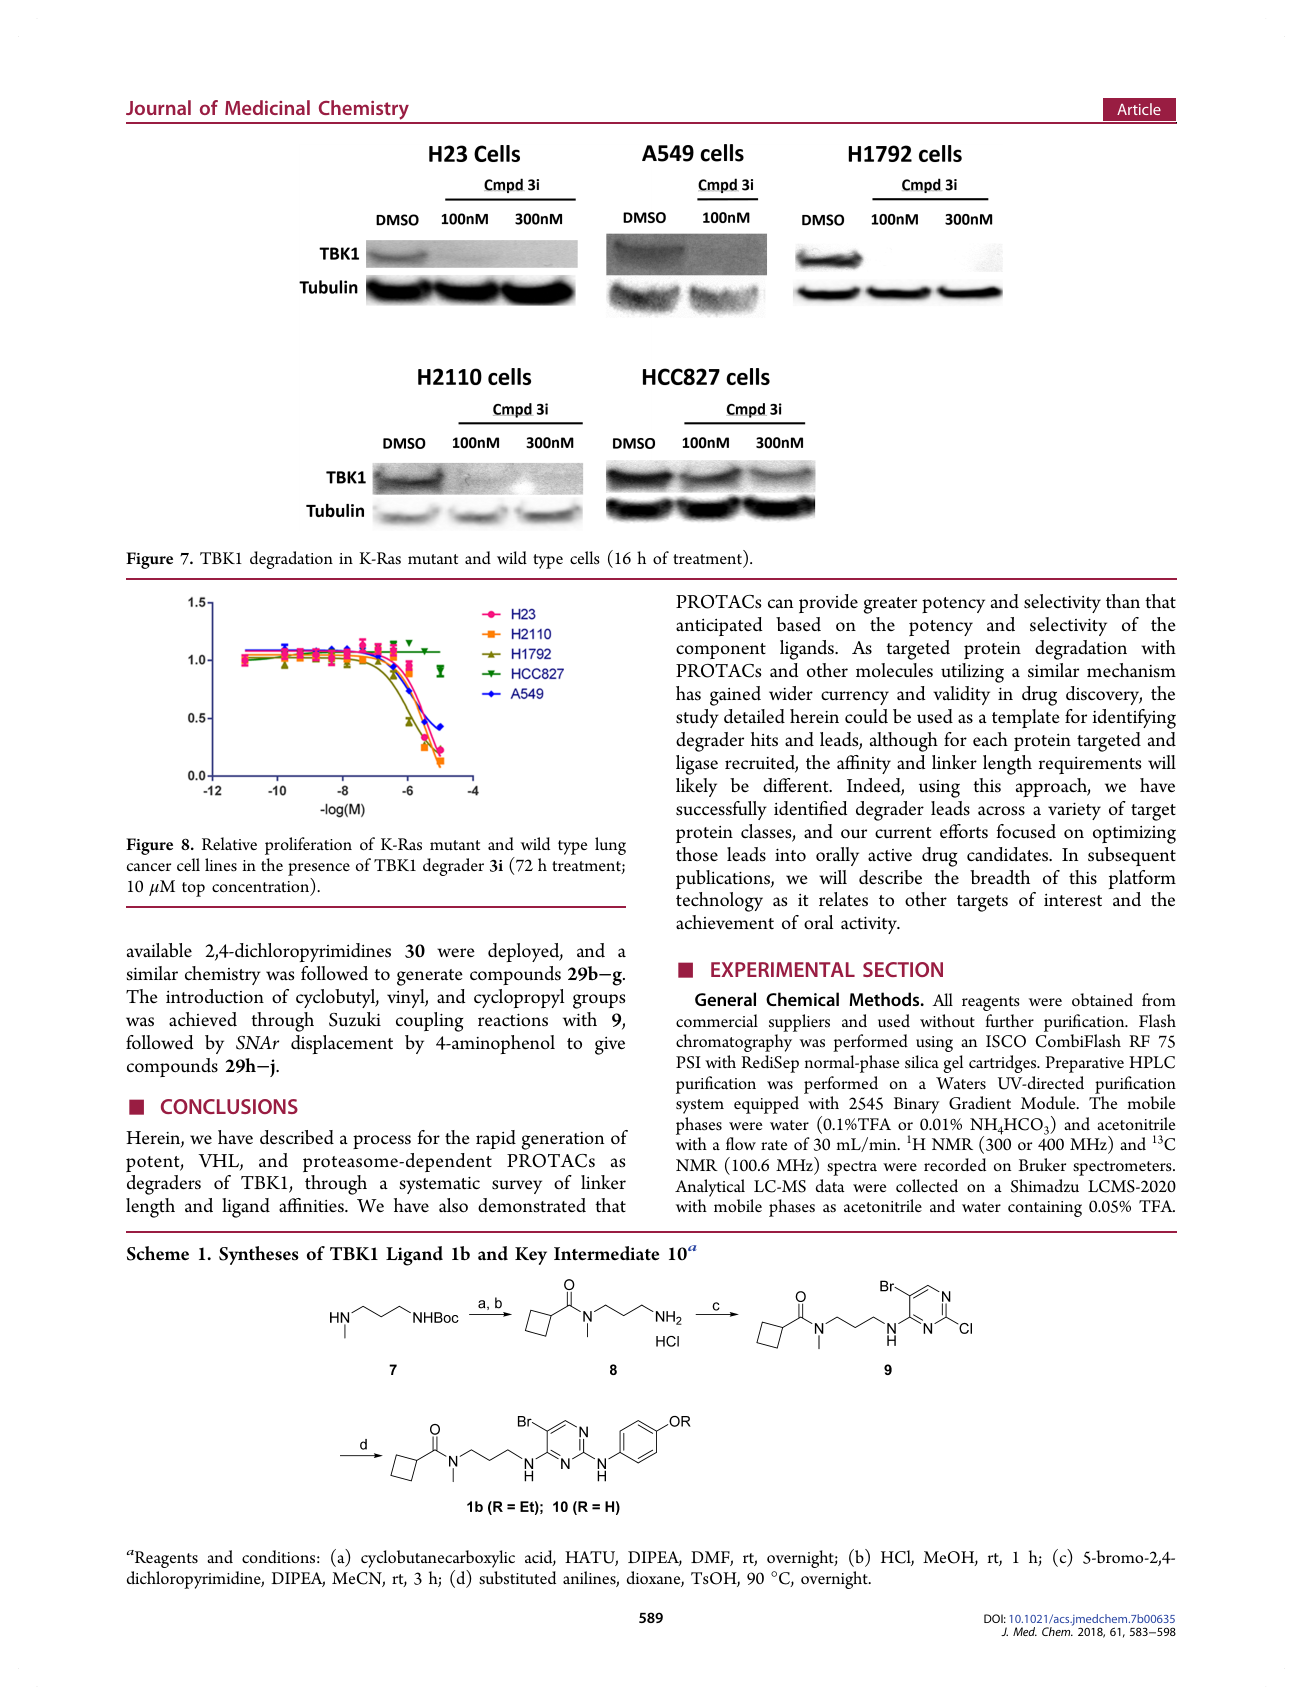 Journal of Medicinal Chemistry
Article
H23 Cells
Cmpd 3i
DMSO 100nM 300nM
A549 cells
Cmpd 3i
DMSO 100nM
H1792 cells
Cmpd 3i
DMSO 100nM 300nM
TBK1
Tubulin
H2110 cells
Cmpd 3i
DMSO 100nM 300nM
HCC827 cells
Cmpd 3i
DMSO 100nM 300nM
TBK1
Tubulin
Figure 7. TBK1 degradation in K-Ras mutant and wild type cells (16 h of treatment).
1.5
1.0
0.5
0.0
-12 -10 -8 -6 -4
-log(M)
H23
H2110
H1792
HCC827
A549
Figure 8. Relative proliferation of K-Ras mutant and wild type lung
cancer cell lines in the presence of TBK1 degrader 3i (72 h treatment;
10 μM top concentration).
available 2,4-dichloropyrimidines 30 were deployed, and a
similar chemistry was followed to generate compounds 29b−g.
The introduction of cyclobutyl, vinyl, and cyclopropyl groups
was achieved through Suzuki coupling reactions with 9,
followed by SNAr displacement by 4-aminophenol to give
compounds 29h−j.
■ CONCLUSIONS
Herein, we have described a process for the rapid generation of
potent, VHL, and proteasome-dependent PROTACs as
degraders of TBK1, through a systematic survey of linker
length and ligand affinities. We have also demonstrated that
PROTACs can provide greater potency and selectivity than that
anticipated based on the potency and selectivity of the
component ligands. As targeted protein degradation with
PROTACs and other molecules utilizing a similar mechanism
has gained wider currency and validity in drug discovery, the
study detailed herein could be used as a template for identifying
degrader hits and leads, although for each protein targeted and
ligase recruited, the affinity and linker length requirements will
likely be different. Indeed, using this approach, we have
successfully identified degrader leads across a variety of target
protein classes, and our current efforts focused on optimizing
those leads into orally active drug candidates. In subsequent
publications, we will describe the breadth of this platform
technology as it relates to other targets of interest and the
achievement of oral activity.
■ EXPERIMENTAL SECTION
General Chemical Methods. All reagents were obtained from
commercial suppliers and used without further purification. Flash
chromatography was performed using an ISCO CombiFlash RF 75
PSI with RediSep normal-phase silica gel cartridges. Preparative HPLC
purification was performed on a Waters UV-directed purification
system equipped with 2545 Binary Gradient Module. The mobile
phases were water (0.1%TFA or 0.01% NH4HCO3) and acetonitrile
with a flow rate of 30 mL/min. 1H NMR (300 or 400 MHz) and 13C
NMR (100.6 MHz) spectra were recorded on Bruker spectrometers.
Analytical LC-MS data were collected on a Shimadzu LCMS-2020
with mobile phases as acetonitrile and water containing 0.05% TFA.
Scheme 1. Syntheses of TBK1 Ligand 1b and Key Intermediate 10a
HN NHBoc
7
a, b
O N NH2
HCl
8
c
O N N H Br N N Cl
9
d
O N N H Br N N N H OR
1b (R = Et); 10 (R = H)
aReagents and conditions: (a) cyclobutanecarboxylic acid, HATU, DIPEA, DMF, rt, overnight; (b) HCl, MeOH, rt, 1 h; (c) 5-bromo-2,4-
dichloropyrimidine, DIPEA, MeCN, rt, 3 h; (d) substituted anilines, dioxane, TsOH, 90 °C, overnight.
589
DOI: 10.1021/acs.jmedchem.7b00635
J. Med. Chem. 2018, 61, 583−598